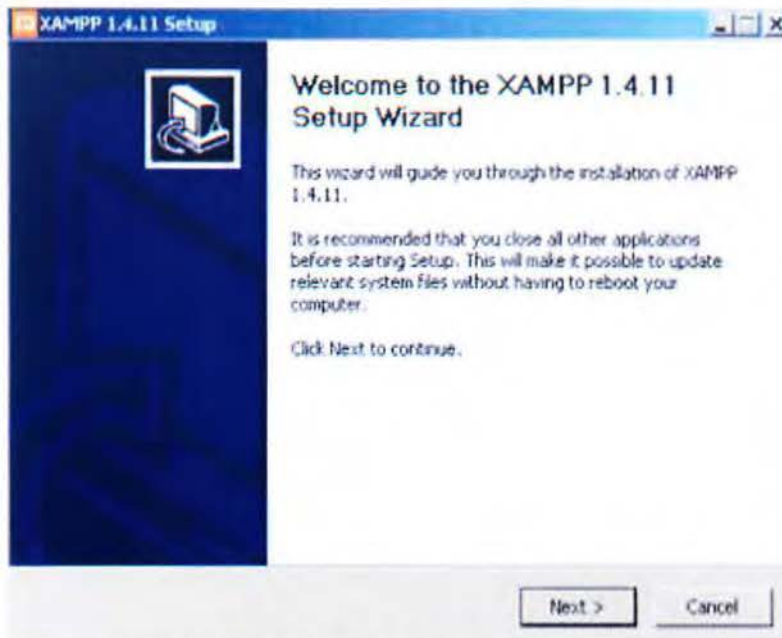 XAMPP 1.4.11 Setup
Welcome to the XAMPP 1.4.11
Setup Wizard
This wizard will guide you through the installation of XAMPP
1.4.11.
It is recommended that you close all other applications
before starting Setup. This will make it possible to update
relevant system files without having to reboot your
computer.
Click Next to continue.
Next >
Cancel